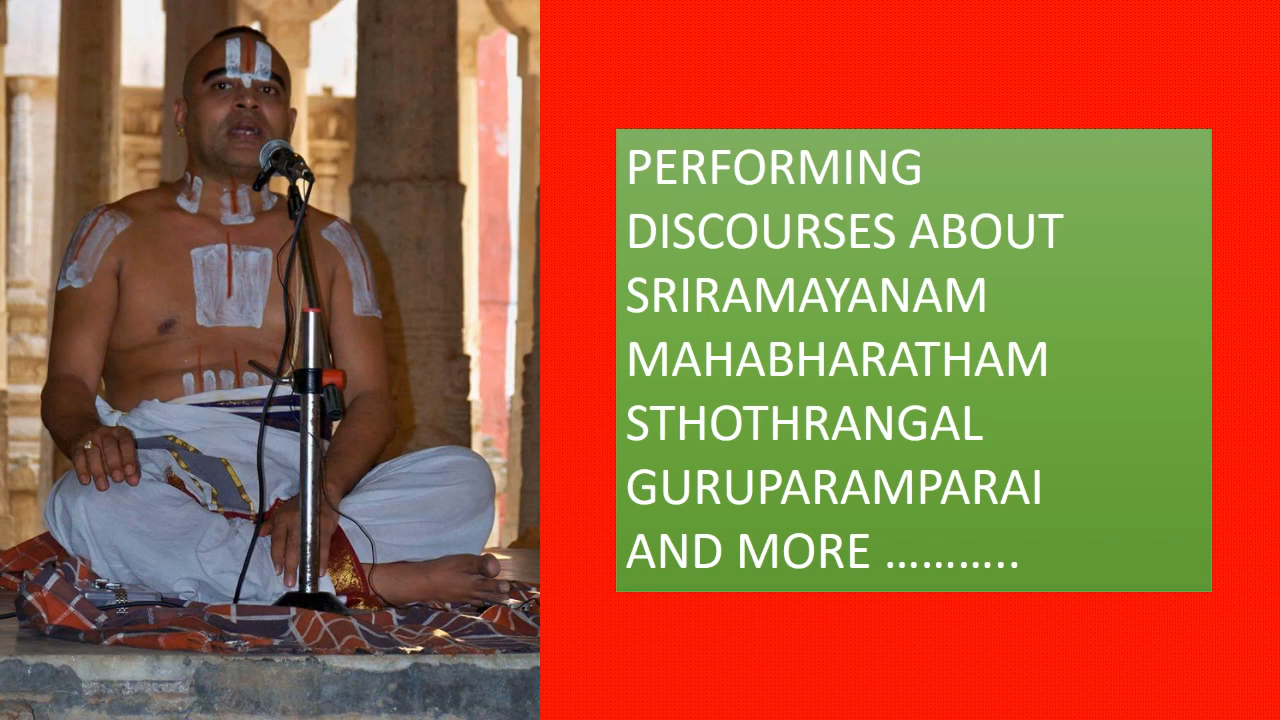 PERFORMING
DISCOURSES ABOUT
SRIRAMAYANAM
MAHABHARATHAM
STHOTHRANGAL
GURUPARAMPARAI
AND MORE ………..